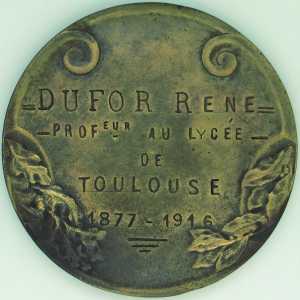 DUFOR RENE
PROFEUR AU LYCÉE
DE
TOULOUSE
1877-1916